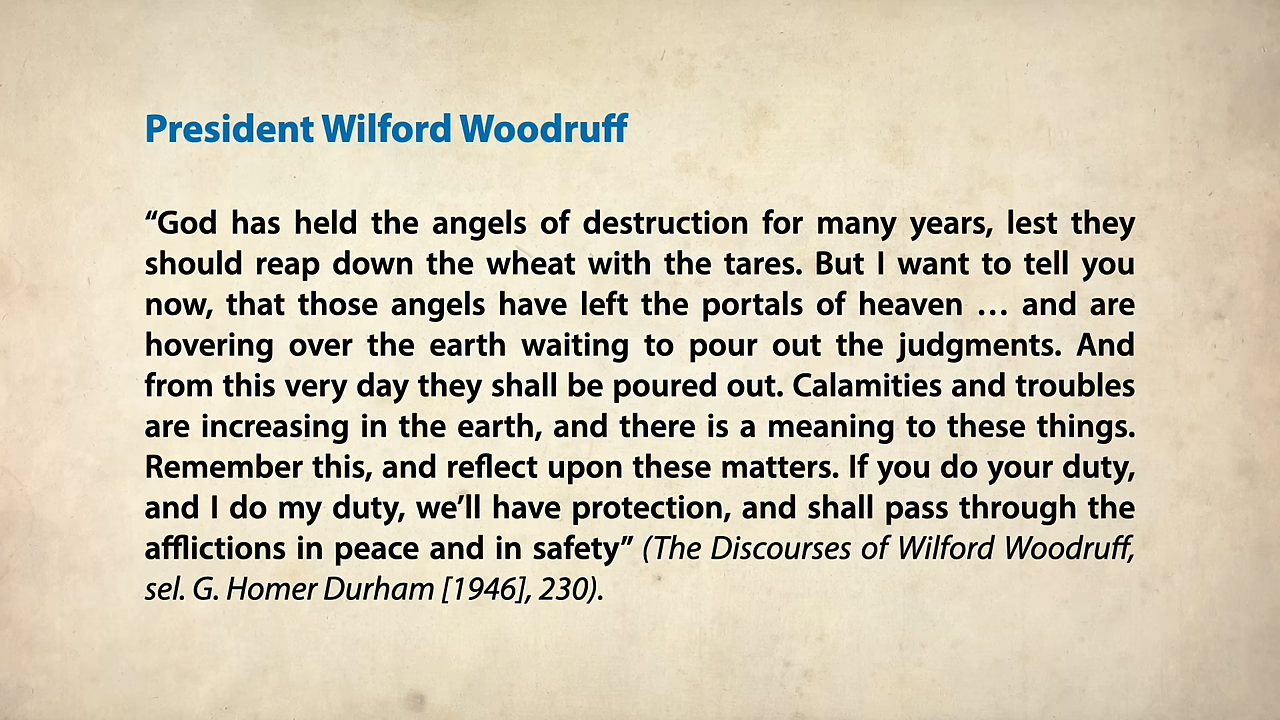 President Wilford Woodruff
“God has held the angels of destruction for many years, lest they
should reap down the wheat with the tares. But I want to tell you
now, that those angels have left the portals of heaven … and are
hovering over the earth waiting to pour out the judgments. And
from this very day they shall be poured out. Calamities and troubles
are increasing in the earth, and there is a meaning to these things.
Remember this, and reflect upon these matters. If you do your duty,
and I do my duty, we’ll have protection, and shall pass through the
afflictions in peace and in safety” (The Discourses of Wilford Woodruff,
sel. G. Homer Durham [1946], 230).